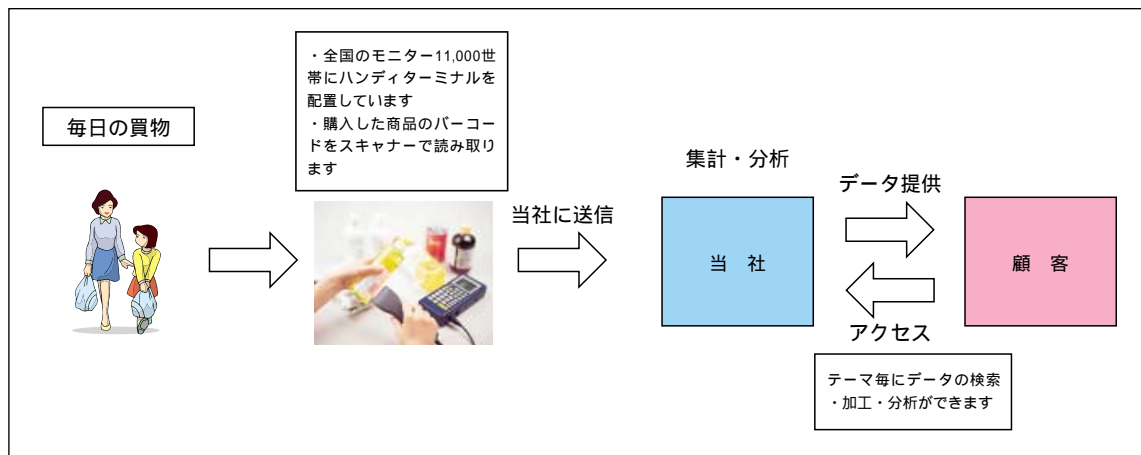 毎日の買物
・全国のモニター11,000世
帯にハンディターミナルを
配置しています
・購入した商品のバーコー
ドをスキャナーで読み取り
ます
当社に送信
集計・分析
当 社
データ提供
アクセス
顧 客
テーマ毎にデータの検索
・加工・分析ができます